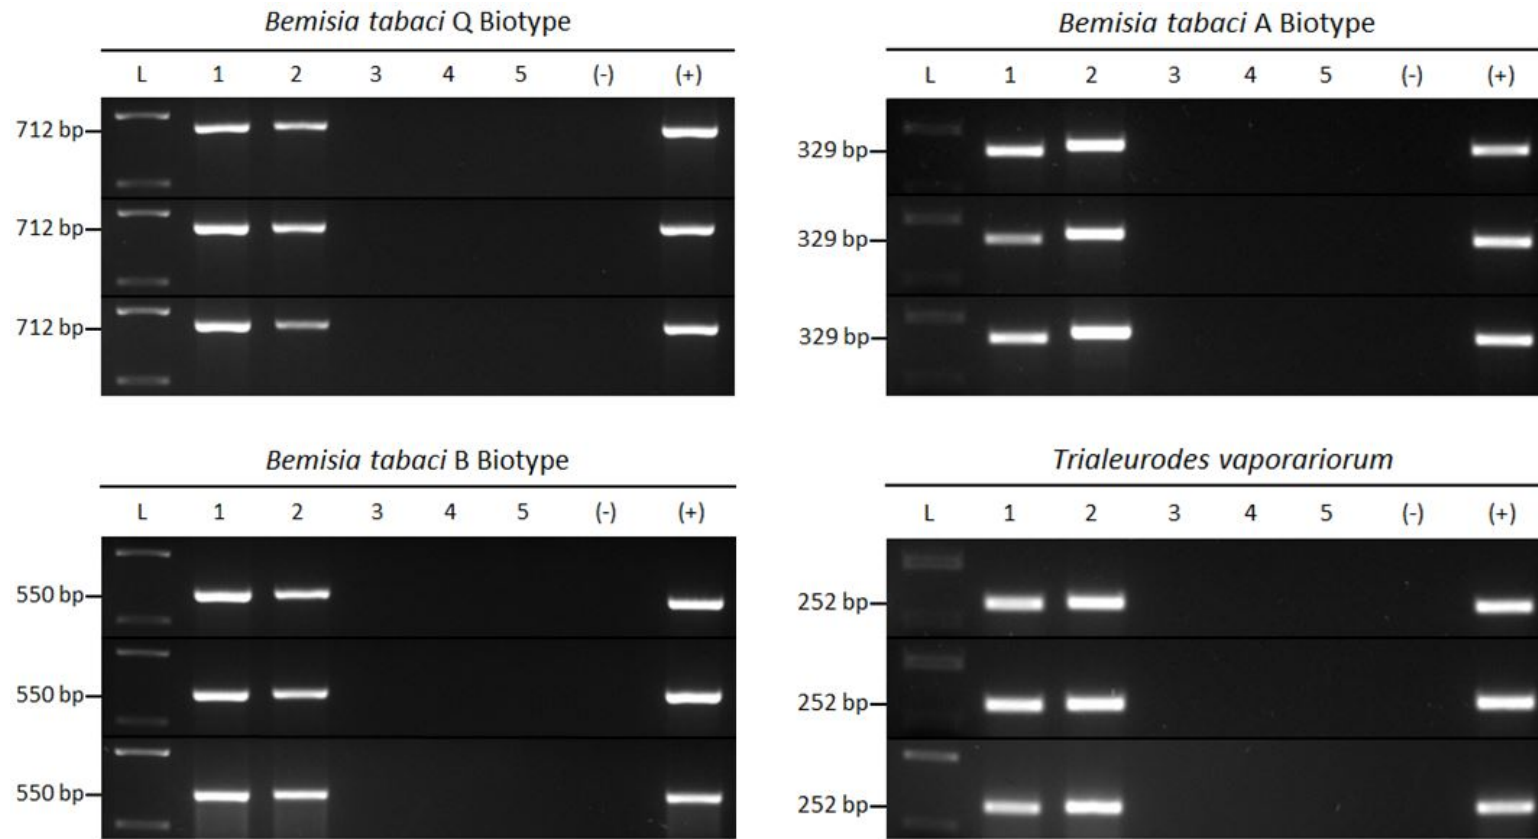 Bemisia tabaci Q Biotype
L 1 2 3 4 5 (-) (+)
712 bp
712 bp
712 bp
Bemisia tabaci A Biotype
L 1 2 3 4 5 (-) (+)
329 bp
329 bp
329 bp
Bemisia tabaci B Biotype
L 1 2 3 4 5 (-) (+)
550 bp
550 bp
550 bp
Trialeurodes vaporariorum
L 1 2 3 4 5 (-) (+)
252 bp
252 bp
252 bp